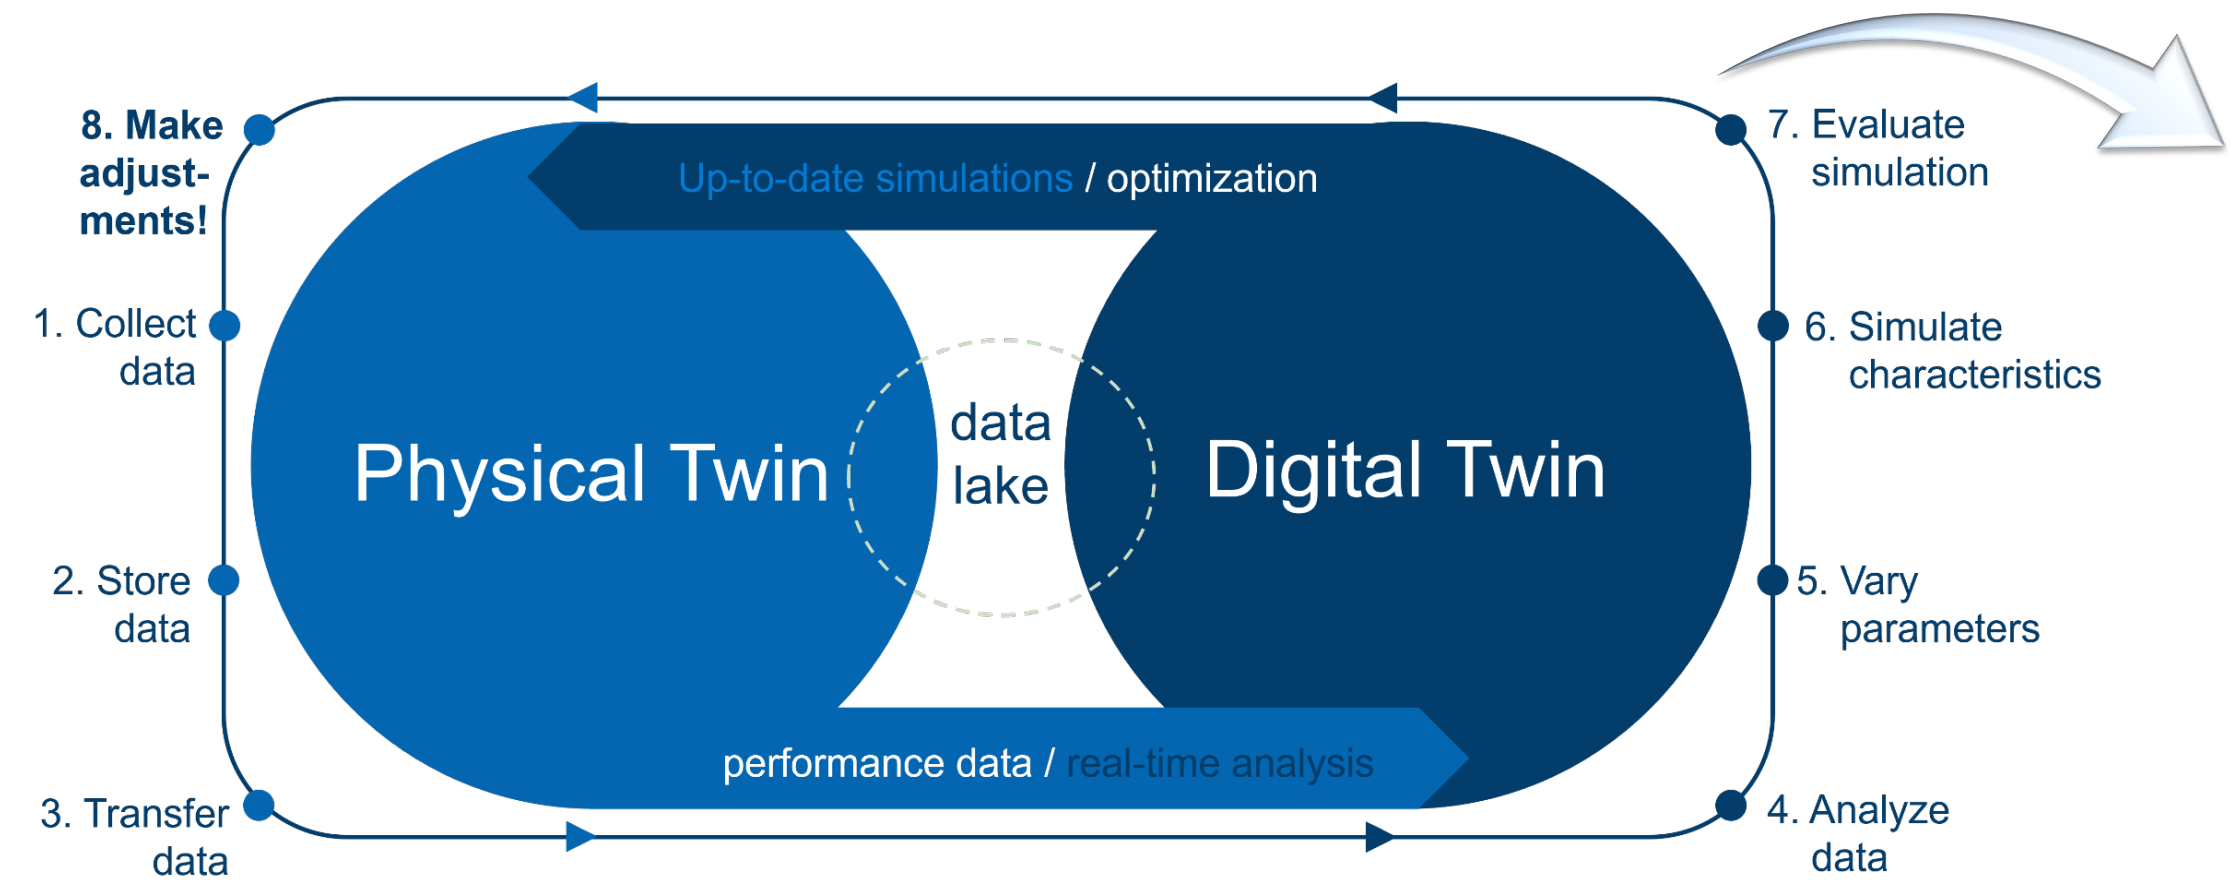 8. Make
adjust-
ments!
1. Collect
data
2. Store
data
3. Transfer
data
Up-to-date simulations / optimization
Physical Twin
data
lake
Digital Twin
performance data / real-time analysis
7. Evaluate
simulation
6. Simulate
characteristics
5. Vary
parameters
4. Analyze
data